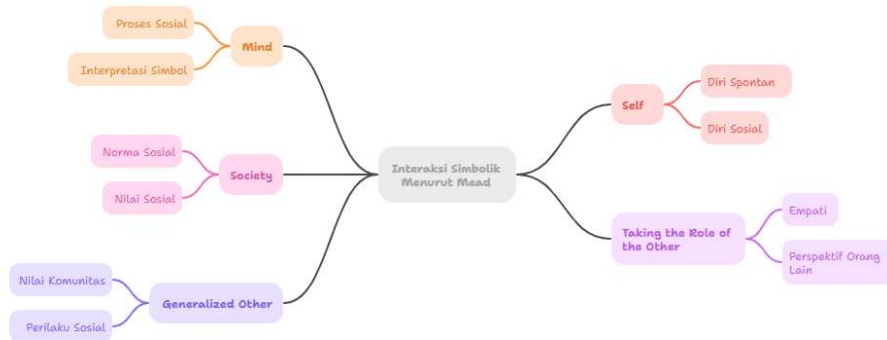 Proses Sosial
Mind
Interpretasi Simbol
Norma Sosial
Society
Nilai Sosial
Nilai Komunitas
Generalized Other
Perilaku Sosial
Interaksi Simbolik
Menurut Mead
Self
Diri Spontan
Diri Sosial
Taking the Role of
the Other
Empati
Perspektif Orang
Lain